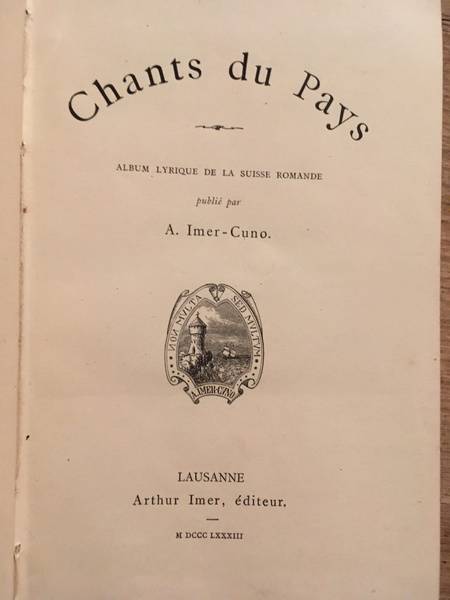 Chants du Pays
ALBUM LYRIQUE DE LA SUISSE ROMANDE
publié par
A. Imer-Cuno.
NON MULTA SED MULTUM
A. IMER-CUNO
LAUSANNE
Arthur Imer, éditeur.
M DCCC LXXXIII